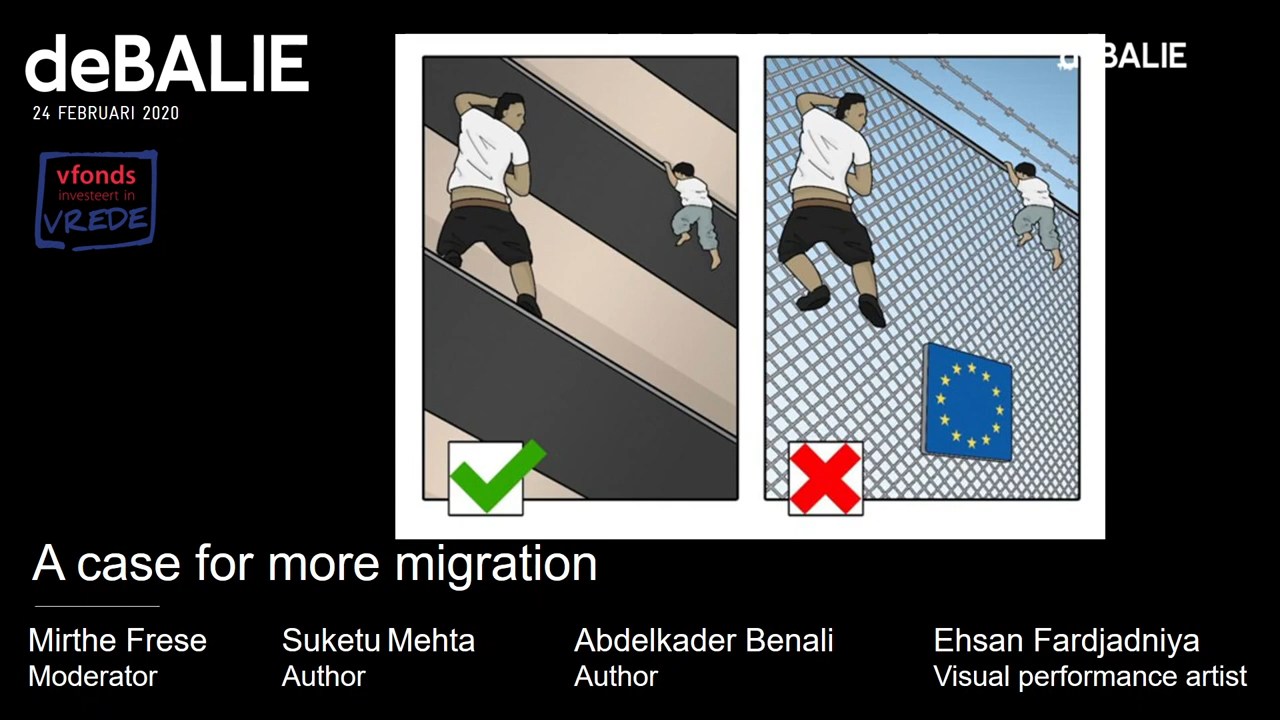 deBALIE
24 FEBRUARI 2020
vfonds
investeert in
VREDE
deBALIE
A case for more migration
Mirthe Frese
Moderator
Suketu Mehta
Author
Abdelkader Benali
Author
Ehsan Fardjadniya
Visual performance artist